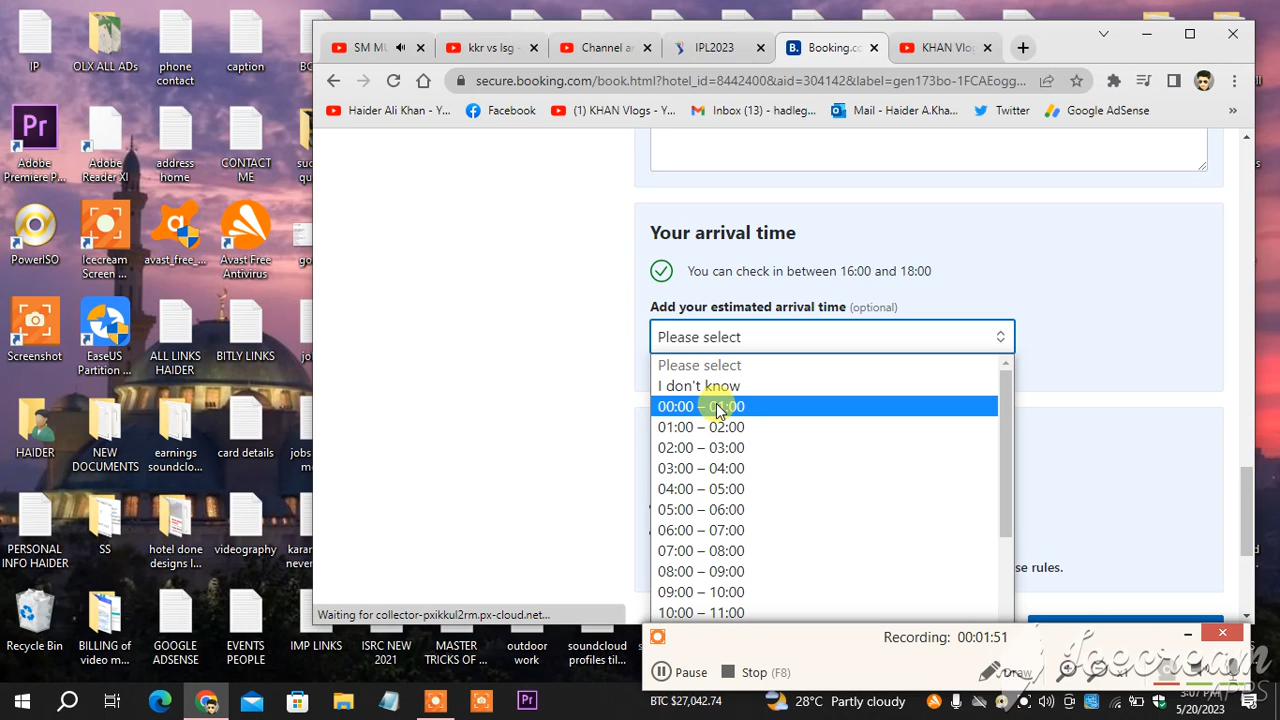 IP
OLX ALL ADs
phone
contact
caption
Adobe
Premiere P...
Adobe
Reader XI
address
home
CONTACT
ME
PowerISO
Icecream
Screen ...
avast_free_...
Avast Free
Antivirus
Screenshot
EaseUS
Partition ...
ALL LINKS
HAIDER
BITLY LINKS
HAIDER
NEW
DOCUMENTS
earnings
soundclo...
card details
PERSONAL
INFO HAIDER
SS
hotel done
designs l...
videography
Recycle Bin
BILLING of
video m...
GOOGLE
ADSENSE
EVENTS
PEOPLE
IMP LINKS
ISRC NEW
2021
MASTER
TRICKS OF ...
outdoor
work
soundcloud
profiles til...
SM MU
kkr vs lsg -
Channel an
IPL2023
B. Booking.co
KHAN Vlog
secure.booking.com/book.html?hotel_id=8442400&aid=304142&label=gen173bo-1FCAEogg...
Haider Ali Khan - Y...
Facebook
(1) KHAN Vlogs - Y...
Inbox (13) - hadleg...
Mail - Haider A.Kha...
Twitter
Google AdSense
»
Your arrival time
You can check in between 16:00 and 18:00
Add your estimated arrival time (optional)
Please select
Please select
I don't know
00:00 – 01:00
01:00 – 02:00
02:00 – 03:00
03:00 – 04:00
04:00 – 05:00
05:00 – 06:00
06:00 – 07:00
07:00 – 08:00
08:00 – 09:00
09:00 – 10:00
10:00 – 11:00
se rules.
Waiting for collector-pxikkul2rm.px-cloud.net...
Recording: 00:01:51
Pause
Stop (F8)
Draw
x1
Icecream
APPS
BTC $27,042.74
28°
Partly cloudy
3:07 PM
5/20/2023
Pr